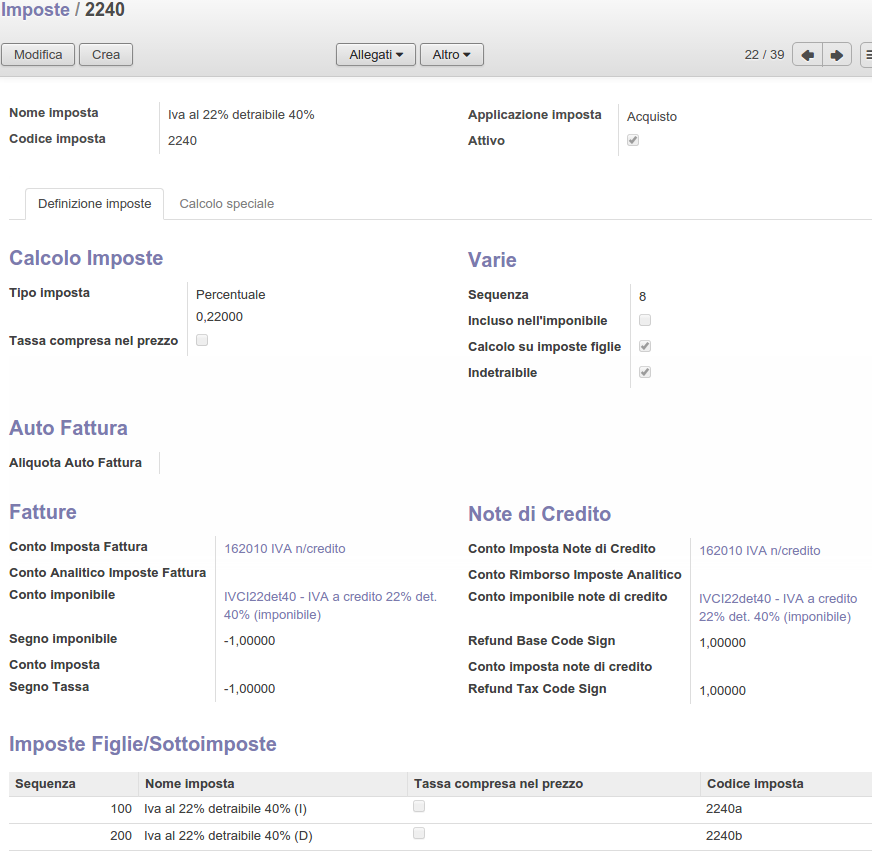 Imposte / 2240
Modifica Crea Allegati Altro 22 / 39
Nome imposta Iva al 22% detraibile 40%
Codice imposta 2240
Applicazione imposta Acquisto
Attivo
Definizione imposte Calcolo speciale
Calcolo Imposte
Tipo imposta Percentuale
0,22000
Tassa compresa nel prezzo
Varie
Sequenza 8
Incluso nell'imponibile
Calcolo su imposte figlie
Indetraibile
Auto Fattura
Aliquota Auto Fattura
Fatture
Conto Imposta Fattura 162010 IVA n/credito
Conto Analitico Imposte Fattura
Conto imponibile IVCI22det40 - IVA a credito 22% det.
40% (imponibile)
Segno imponibile -1,00000
Conto imposta
Segno Tassa -1,00000
Note di Credito
Conto Imposta Note di Credito 162010 IVA n/credito
Conto Rimborso Imposte Analitico
Conto imponibile note di credito IVCI22det40 - IVA a credito
22% det. 40% (imponibile)
Refund Base Code Sign 1,00000
Conto imposta note di credito
Refund Tax Code Sign 1,00000
Imposte Figlie/Sottoimposte
Sequenza Nome imposta Tassa compresa nel prezzo Codice imposta
100 Iva al 22% detraibile 40% (I) 2240a
200 Iva al 22% detraibile 40% (D) 2240b